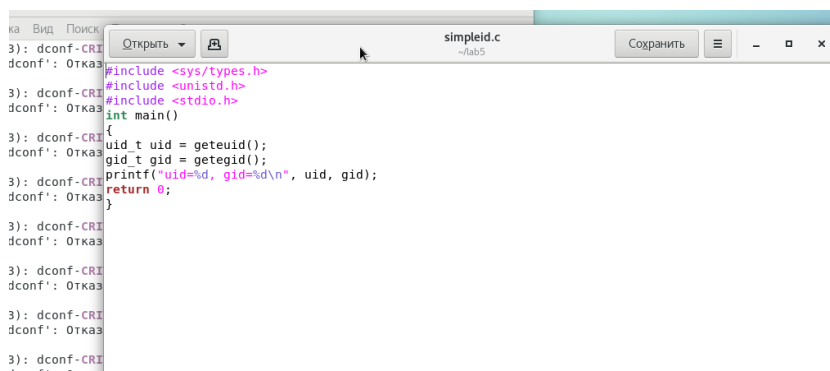 ка Вид Поиск
Открыть
simpleid.c
~/lab5
Сохранить
3): dconf-CRI
dconf': Отказ
3): dconf-CRI
dconf': Отказ
3): dconf-CRI
dconf': Отказ
3): dconf-CRI
dconf': Отказ
3): dconf-CRI
dconf': Отказ
3): dconf-CRI
dconf': Отказ
3): dconf-CRI
dconf': Отказ
3): dconf-CRI
#include <sys/types.h>
#include <unistd.h>
#include <stdio.h>
int main()
{
uid_t uid = geteuid();
gid_t gid = getegid();
printf("uid=%d, gid=%d\n", uid, gid);
return 0;
}